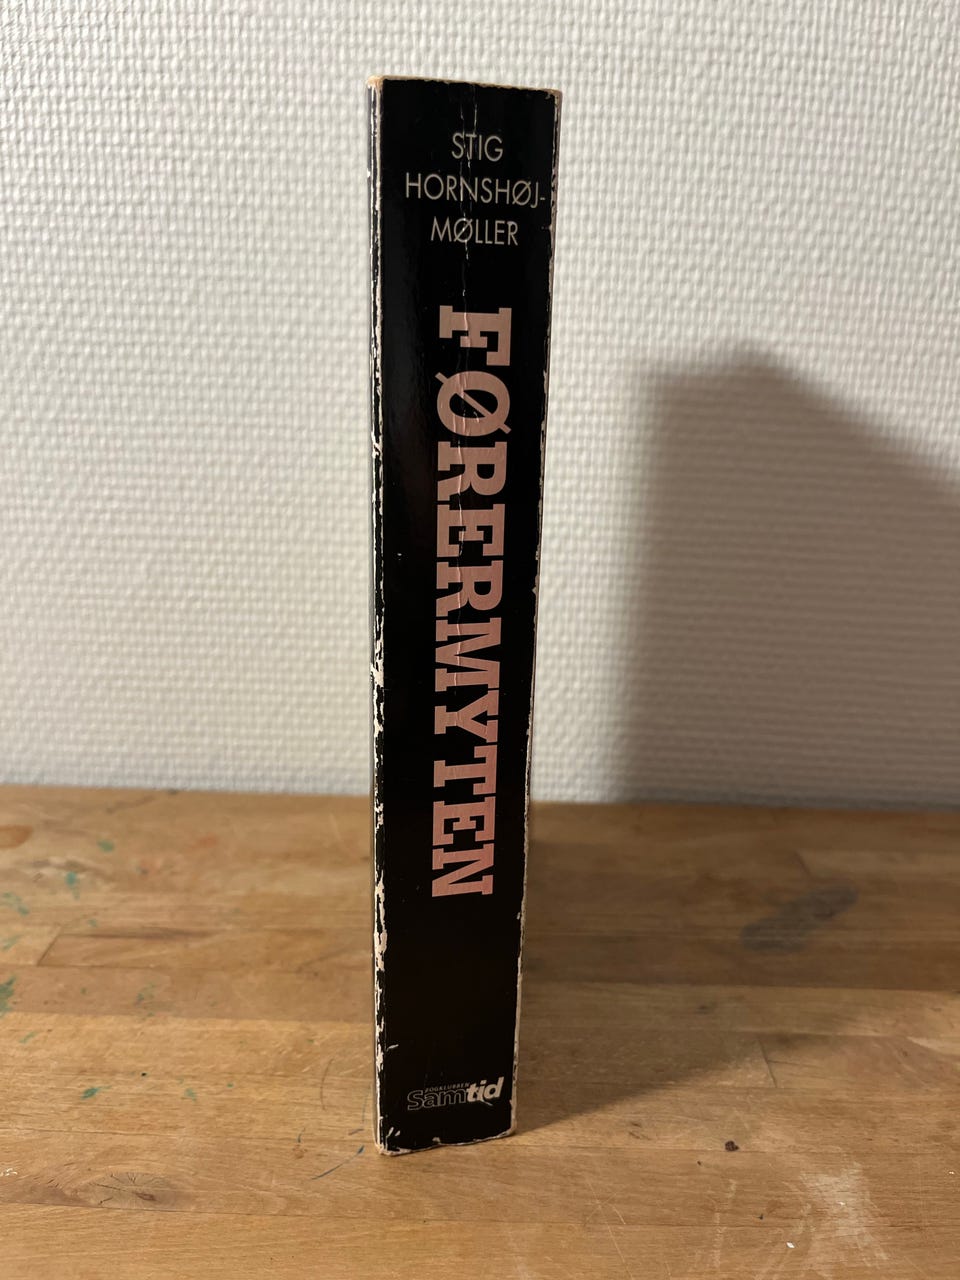 STIG
HORNSHØJ-
MØLLER
FØRERMYTEN
BOGKLUBBEN
Samtid